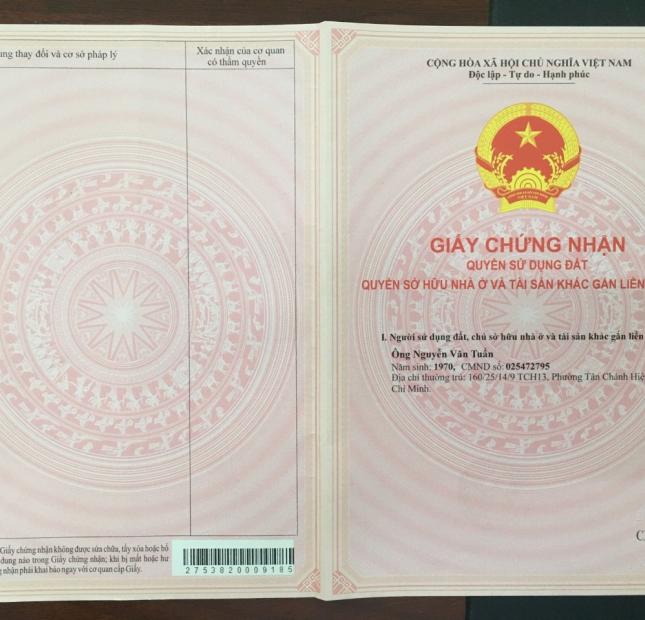 ung thay đổi và cơ sở pháp lý
Xác nhận của cơ quan
có thẩm quyền
Giấy chứng nhận không được sửa chữa, tẩy xóa hoặc bổ
dung nào trong Giấy chứng nhận; khi bị mất hoặc hư
g nhận phải khai báo ngay với cơ quan cấp Giấy.
2753820009185
CỘNG HÒA XÃ HỘI CHỦ NGHĨA VIỆT NAM
Độc lập - Tự do - Hạnh phúc
VIỆT NAM
GIẤY CHỨNG NHẬN
QUYỀN SỬ DỤNG ĐẤT
QUYỀN SỞ HỮU NHÀ Ở VÀ TÀI SẢN KHÁC GẮN LIỀN
I. Người sử dụng đất, chủ sở hữu nhà ở và tài sản khác gắn liền
Ông Nguyễn Văn Tuấn
Năm sinh: 1970, CMND số: 025472795
Địa chỉ thường trú: 160/25/14/9 TCH13, Phường Tân Chánh Hiệ
Chí Minh.
C